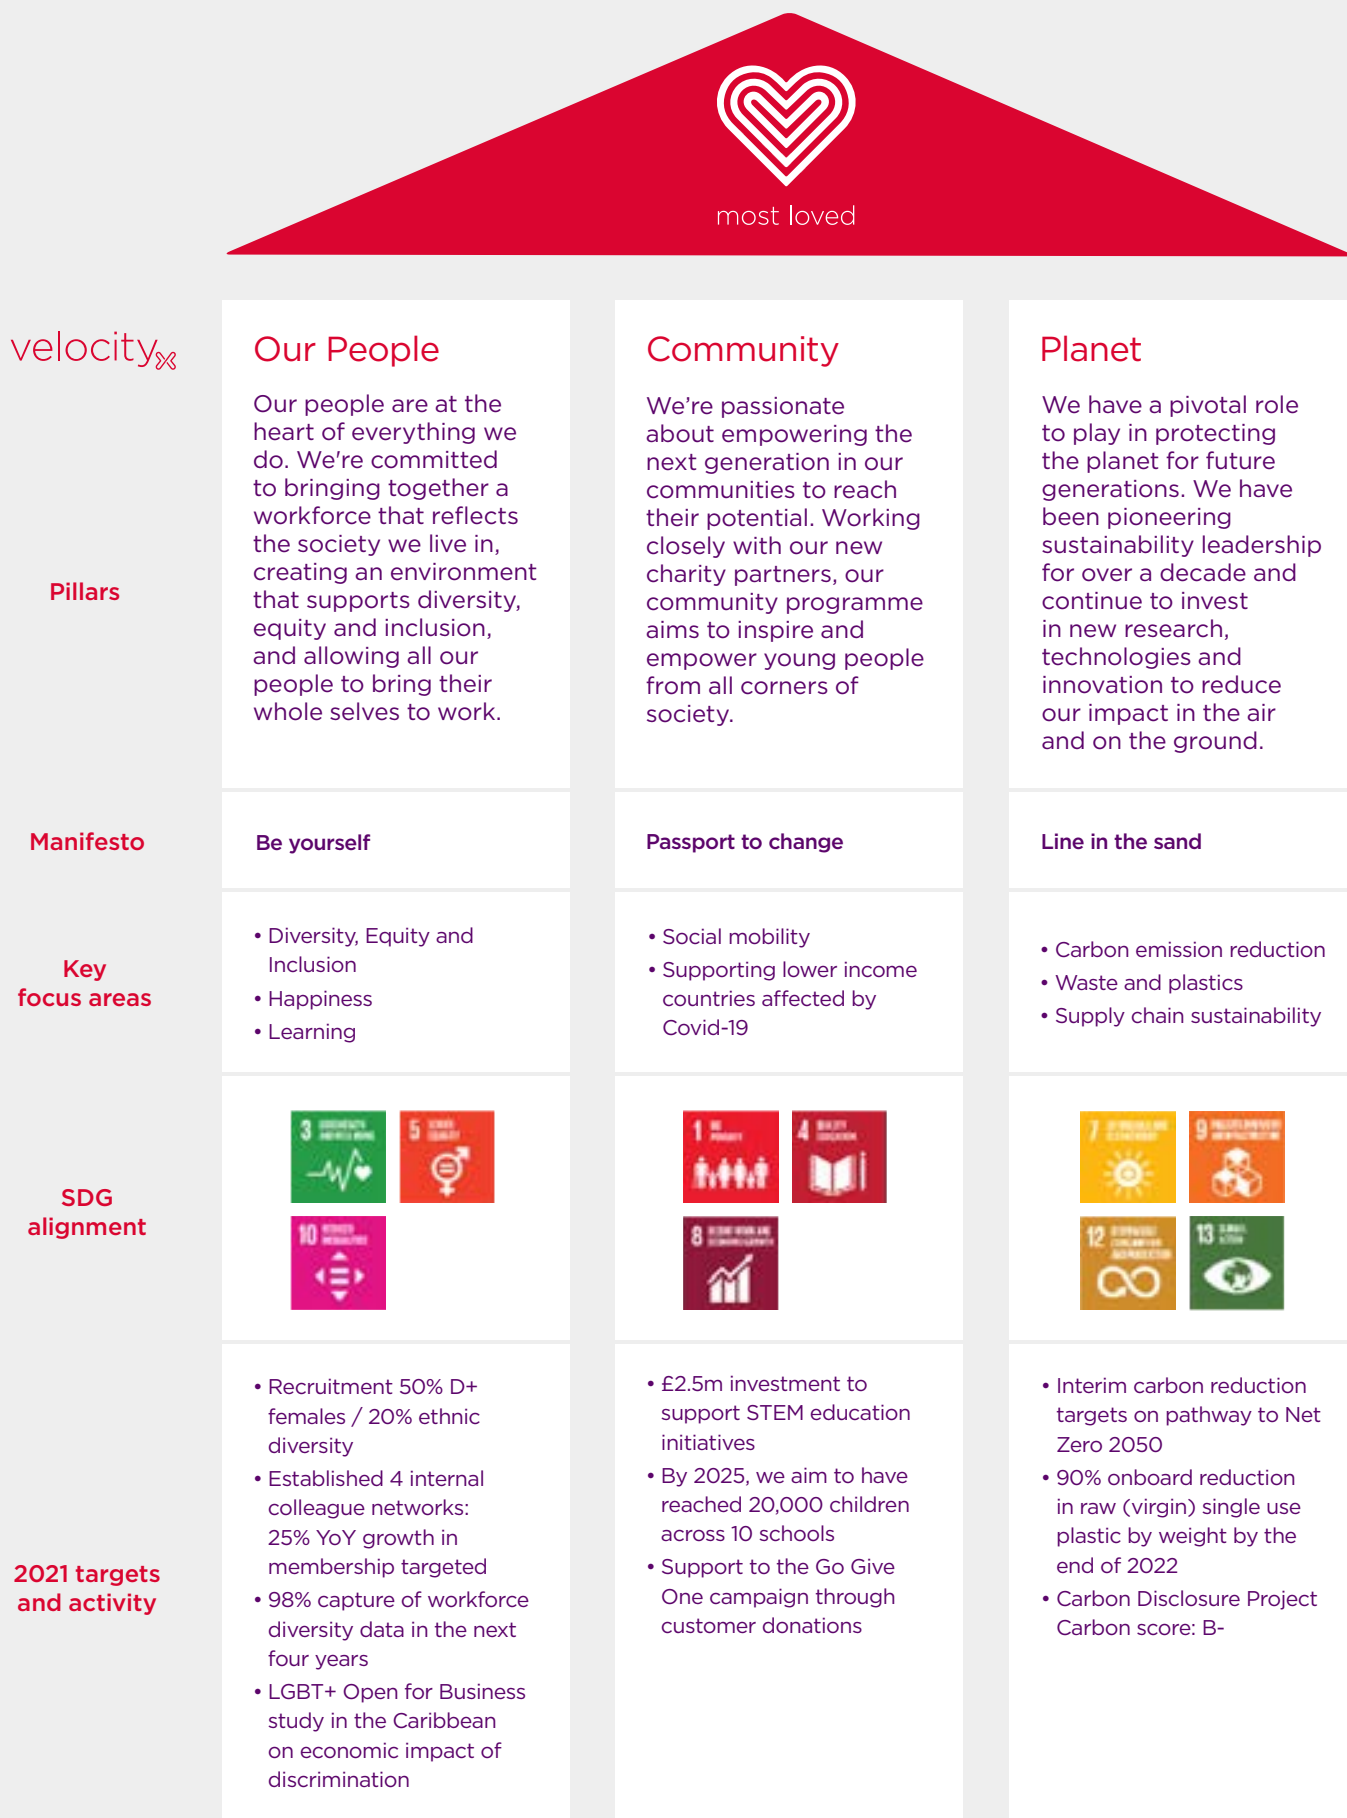 most loved
velocityx
Our People
Our people are at the
heart of everything we
do. We're committed
to bringing together a
workforce that reflects
the society we live in,
creating an environment
that supports diversity,
equity and inclusion,
and allowing all our
people to bring their
whole selves to work.
Community
We're passionate
about empowering the
next generation in our
communities to reach
their potential. Working
closely with our new
charity partners, our
community programme
aims to inspire and
empower young people
from all corners of
society.
Planet
We have a pivotal role
to play in protecting
the planet for future
generations. We have
been pioneering
sustainability leadership
for over a decade and
continue to invest
in new research,
technologies and
innovation to reduce
our impact in the air
and on the ground.
Pillars
Manifesto
Be yourself
Passport to change
Line in the sand
Key
focus areas
• Diversity, Equity and
Inclusion
• Happiness
• Learning
• Social mobility
• Supporting lower income
countries affected by
Covid-19
• Carbon emission reduction
• Waste and plastics
• Supply chain sustainability
SDG
alignment
3
5
10
1
4
8
7
9
12
13
2021 targets
and activity
• Recruitment 50% D+
females / 20% ethnic
diversity
• Established 4 internal
colleague networks:
25% YoY growth in
membership targeted
• 98% capture of workforce
diversity data in the next
four years
• LGBT+ Open for Business
study in the Caribbean
on economic impact of
discrimination
• £2.5m investment to
support STEM education
initiatives
• By 2025, we aim to have
reached 20,000 children
across 10 schools
• Support to the Go Give
One campaign through
customer donations
• Interim carbon reduction
targets on pathway to Net
Zero 2050
• 90% onboard reduction
in raw (virgin) single use
plastic by weight by the
end of 2022
• Carbon Disclosure Project
Carbon score: B-